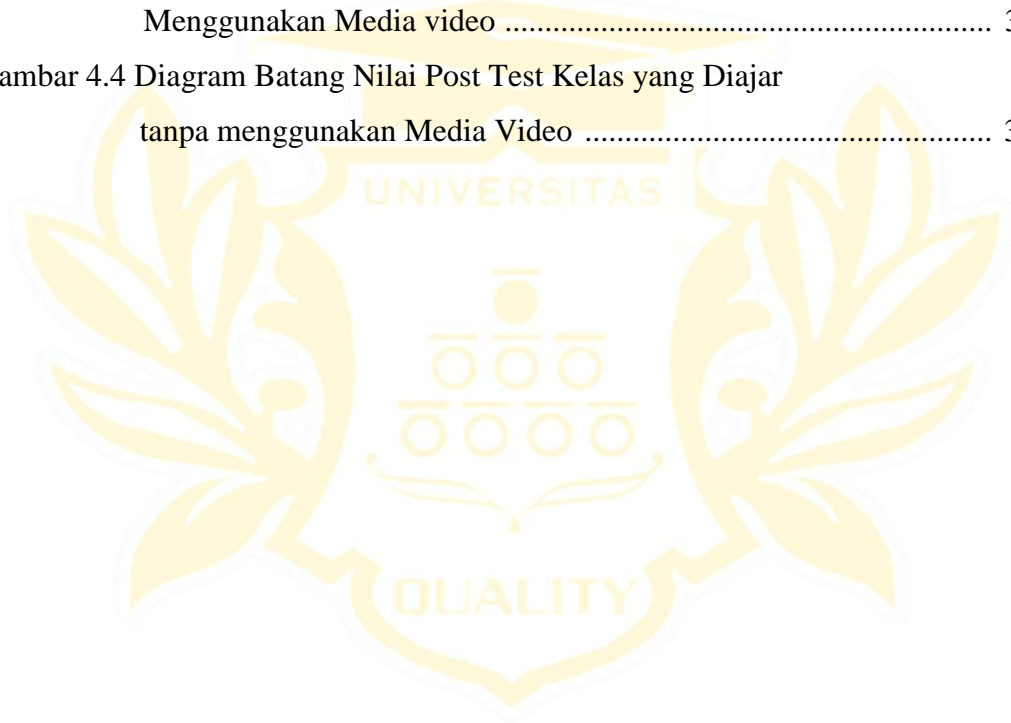 Menggunakan Media video ............................................................. 3
ambar 4.4 Diagram Batang Nilai Post Test Kelas yang Diajar
tanpa menggunakan Media Video ................................................... 3
UNIVERSITAS
QUALITY